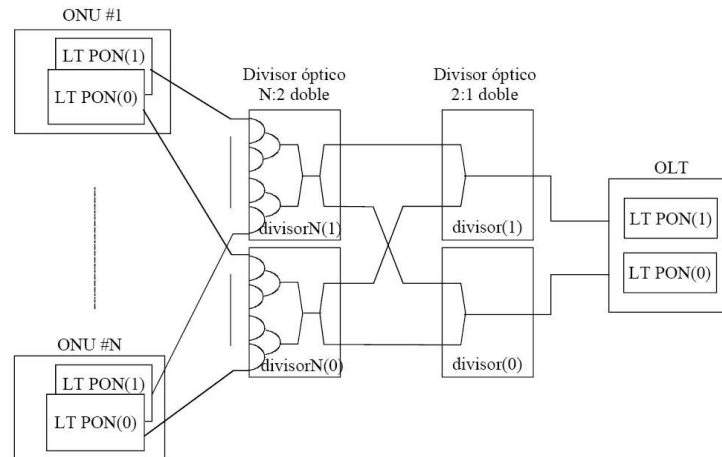 ONU #1
LT PON(1)
LT PON(0)
Divisor óptico
N:2 doble
Divisor óptico
2:1 doble
OLT
LT PON(1)
LT PON(0)
divisorN(1)
divisor(1)
divisorN(0)
divisor(0)
ONU #N
LT PON(1)
LT PON(0)